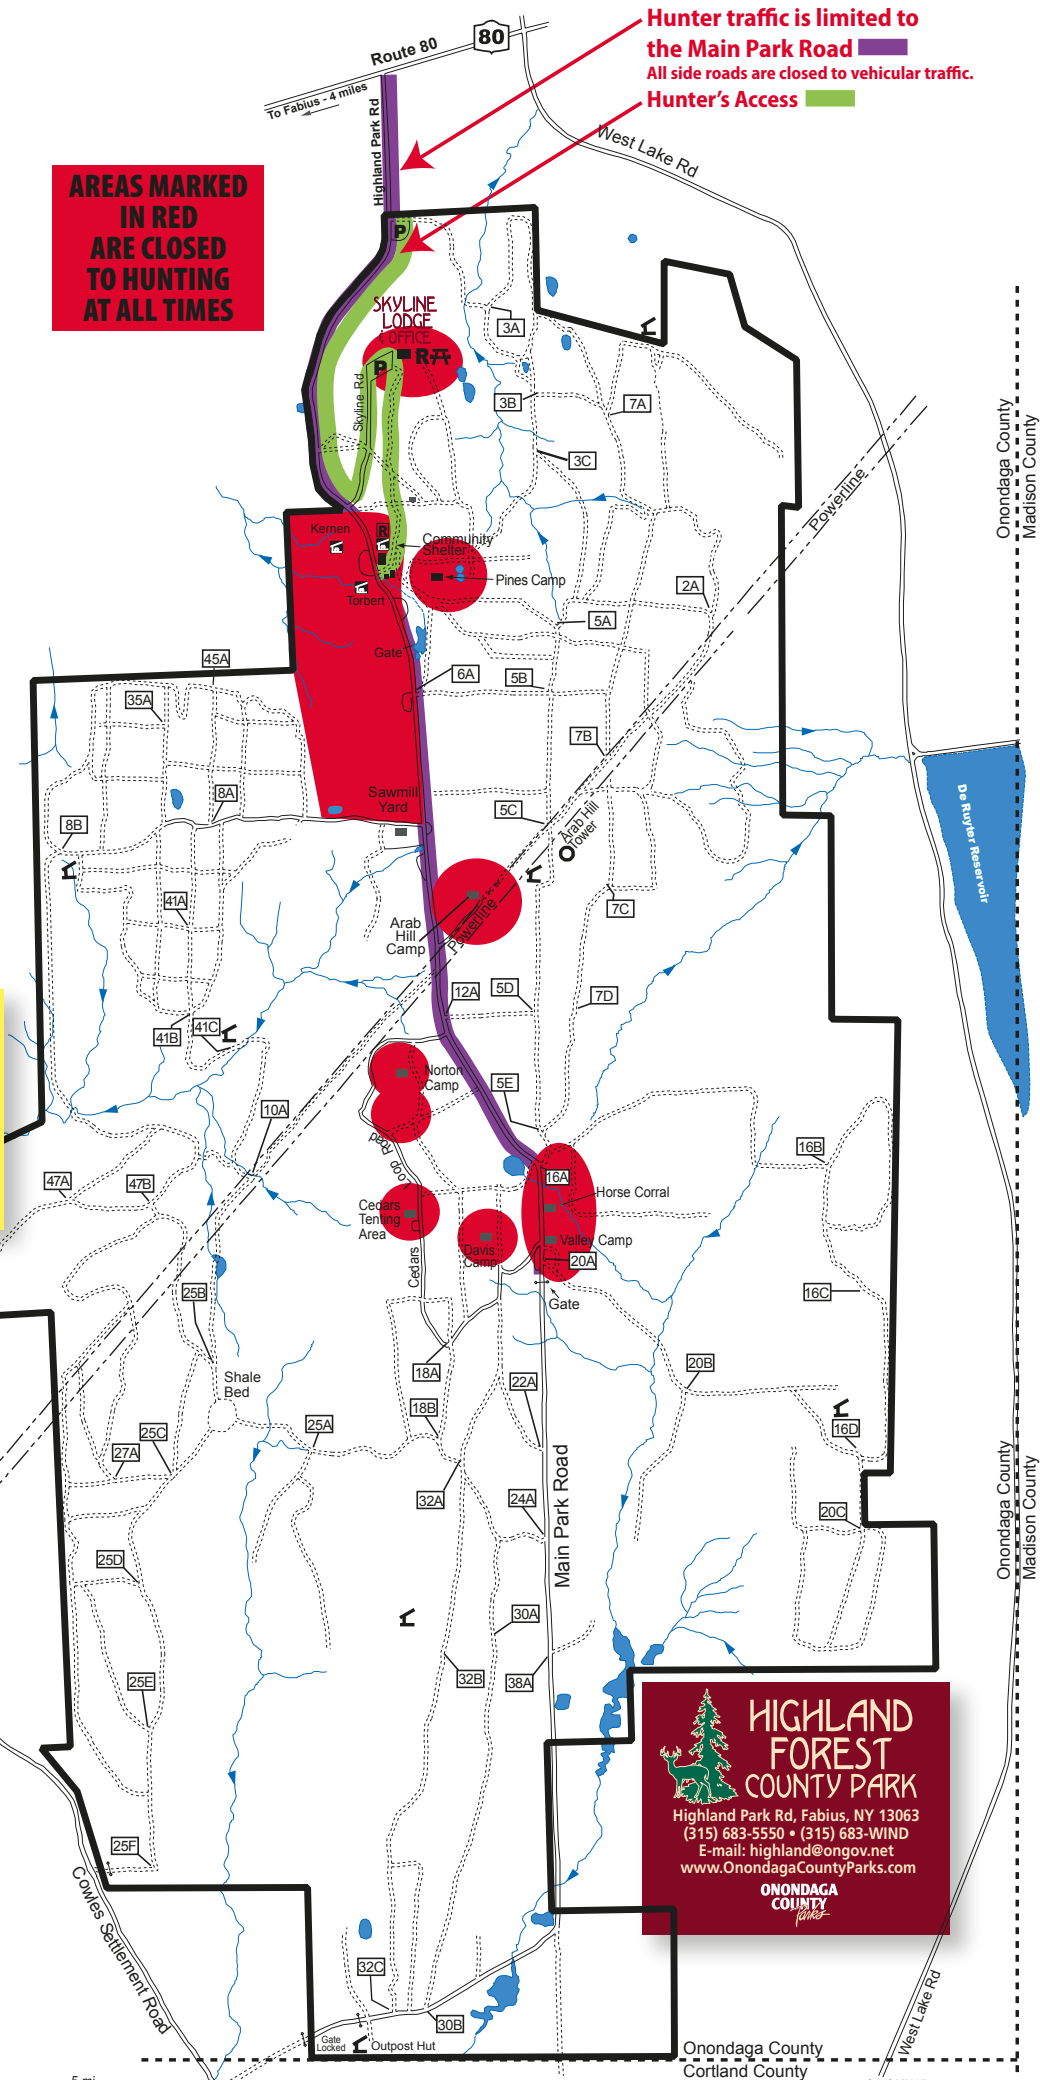 Hunter traffic is limited to
the Main Park Road
All side roads are closed to vehicular traffic.
Hunter's Access
80
Route 80
To Fabius - 4 miles
Highland Park Rd
West Lake Rd
AREAS MARKED
IN RED
ARE CLOSED
TO HUNTING
AT ALL TIMES
P
SKYLINE
LODGE
& OFFICE
P
R
Skyline Rd
3A
3B
7A
3C
Onondaga County
Madison County
Powerline
Kemen
R
Community
Shelter
Pines Camp
Torbert
2A
5A
Gate
45A
6A
5B
35A
7B
8A
Sawmill
Yard
5C
Arab Hill
Tower
De Ruyter Reservoir
8B
41A
7C
Arab
Hill
Camp
Powerline
12A
5D
7D
41B
41C
Norton
Camp
5E
10A
Loop Road
16B
47A
47B
16A
Horse Corral
Cedars
Tenting
Area
Davis
Camp
Valley Camp
20A
Cedars
25B
Gate
16C
Shale
Bed
18A
22A
20B
18B
25A
25C
27A
16D
Main Park Road
32A
24A
20C
Onondaga County
Madison County
25D
30A
32B
38A
25E
HIGHLAND
FOREST
COUNTY PARK
Highland Park Rd, Fabius, NY 13063
(315) 683-5550 • (315) 683-WIND
E-mail: highland@ongov.net
www.OnondagaCountyParks.com
ONONDAGA
COUNTY
Parks
25F
Cowles Settlement Road
32C
30B
Gate
Locked
Outpost Hut
West Lake Rd
Onondaga County
Cortland County